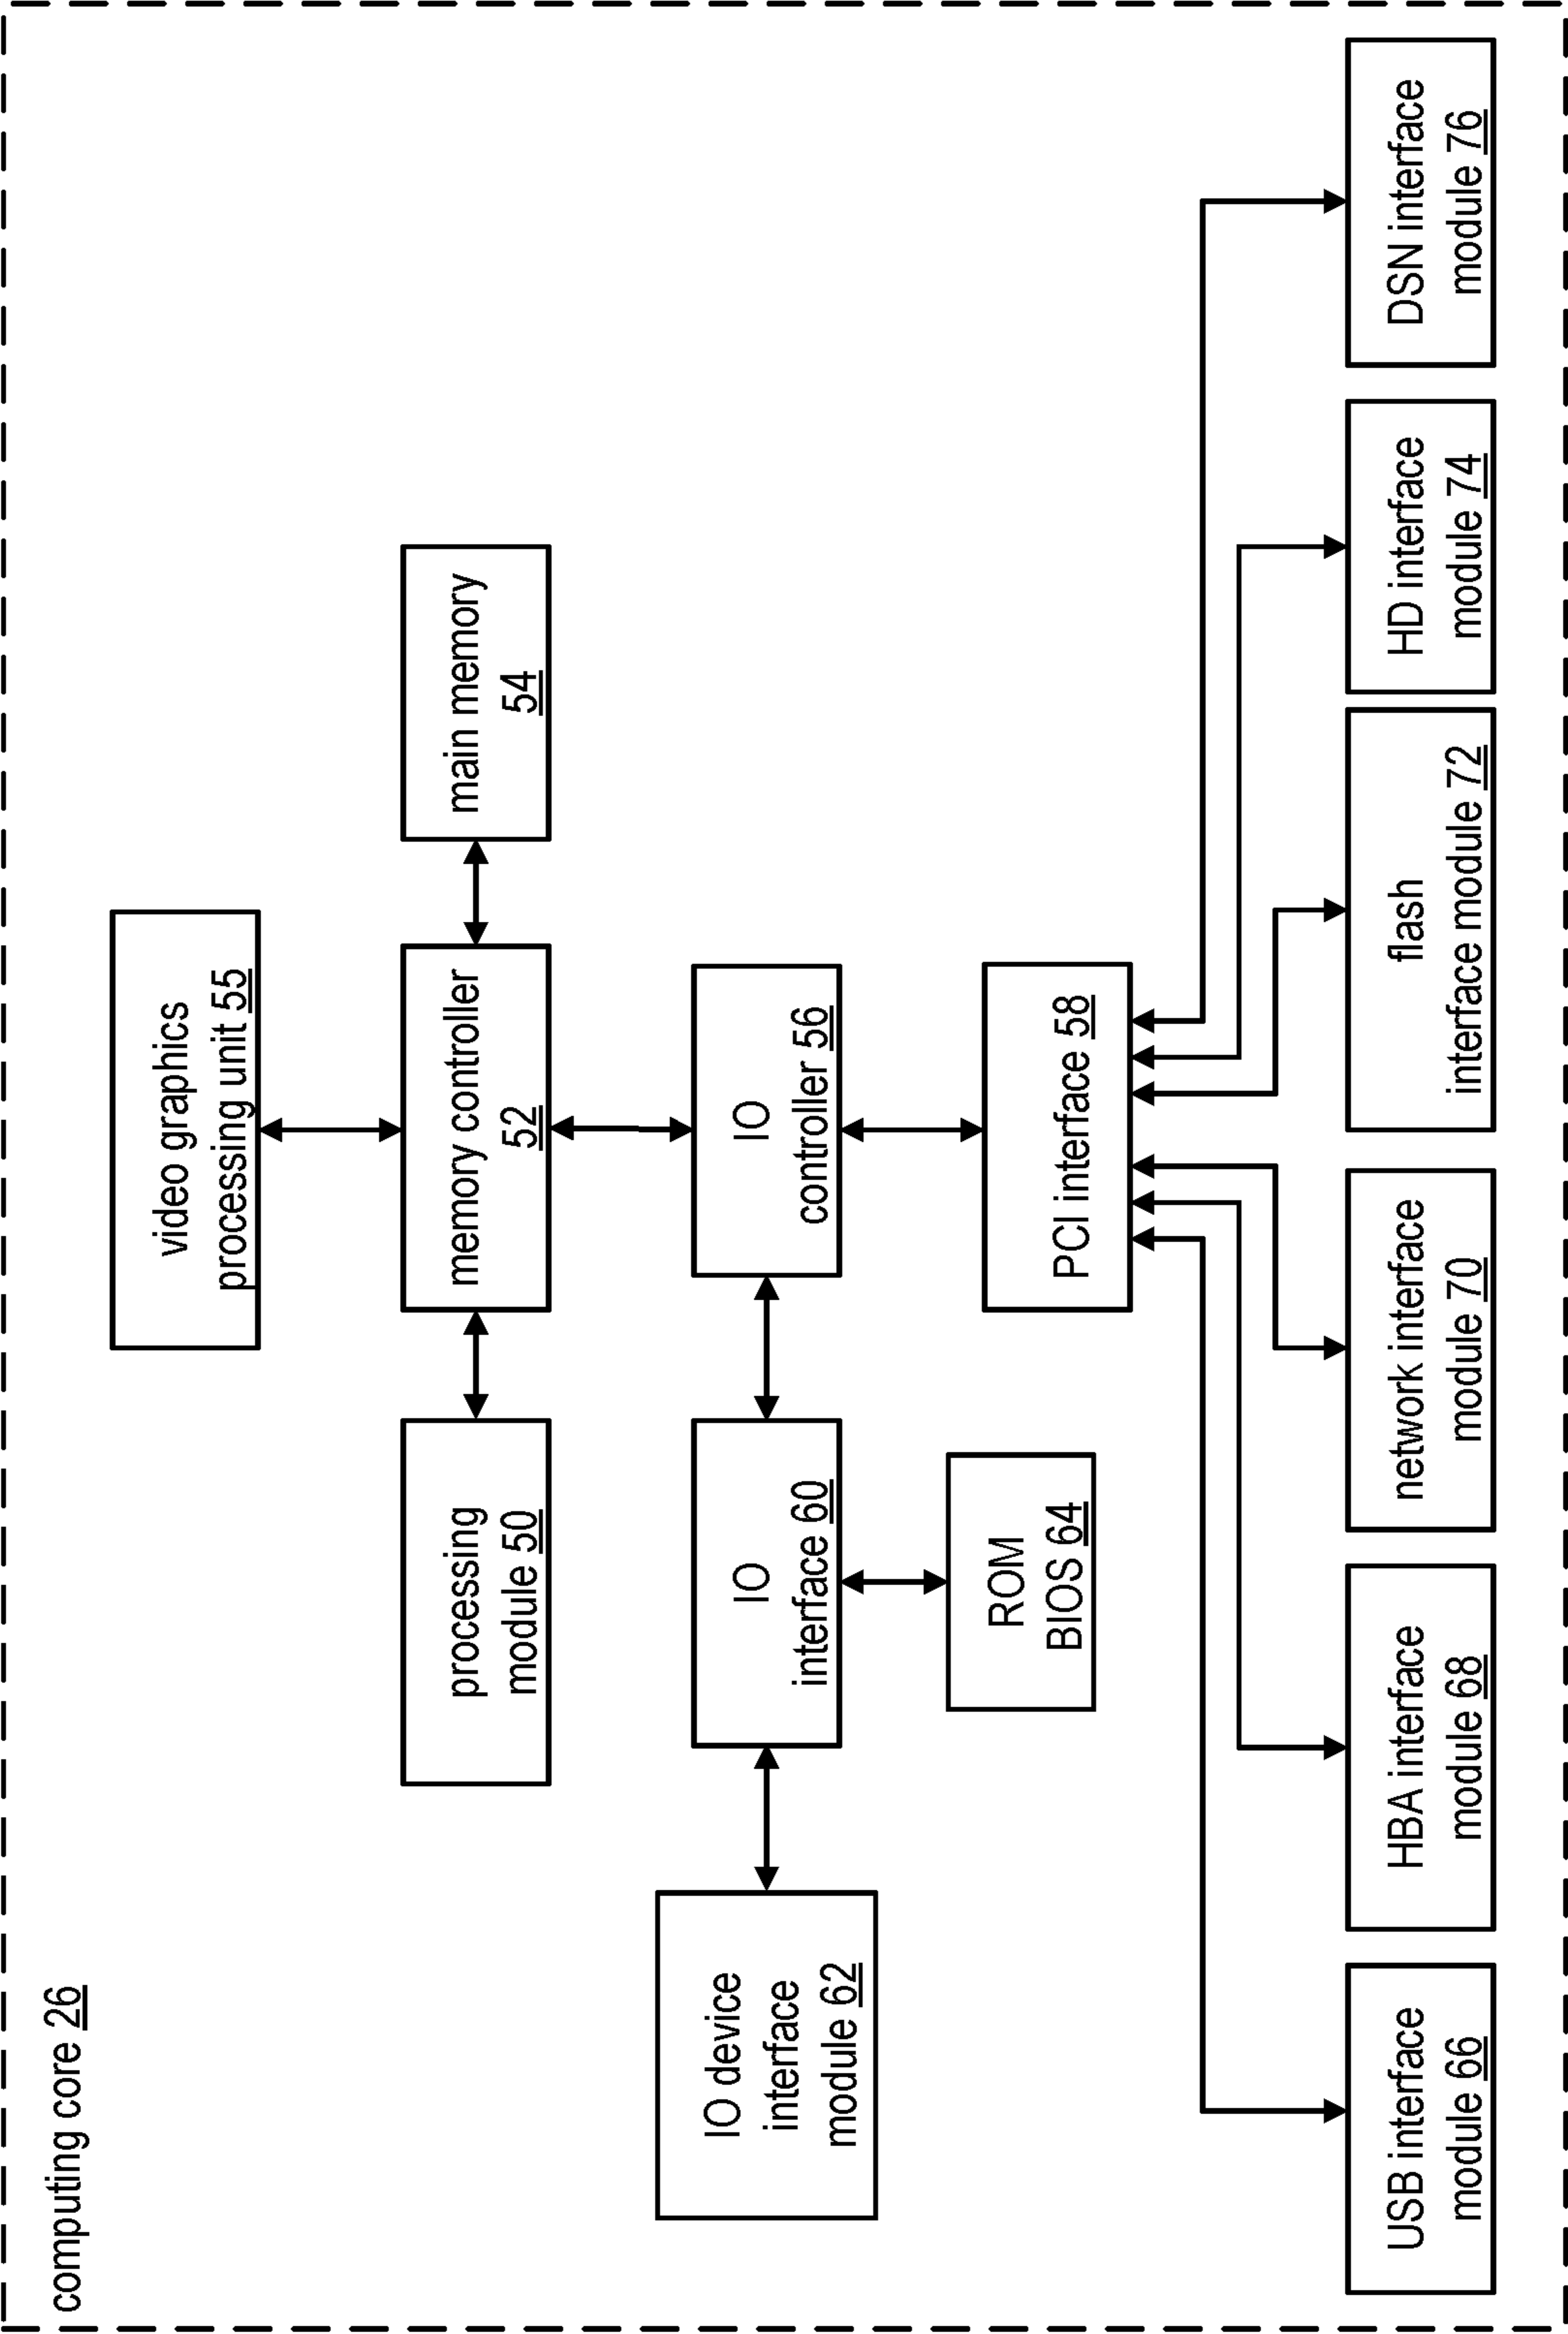 computing core 26
video graphics
processing unit 55
processing
module 50
memory controller
52
main memory
54
IO device
interface
module 62
IO
interface 60
IO
controller 56
ROM
BIOS 64
PCI interface 58
USB interface
module 66
HBA interface
module 68
network interface
module 70
flash
interface module 72
HD interface
module 74
DSN interface
module 76